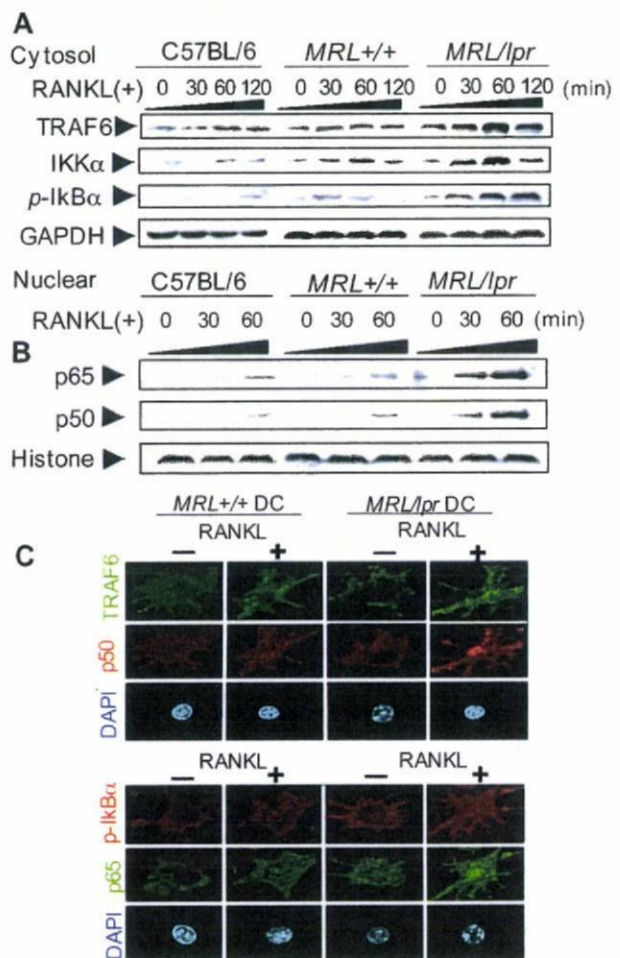 A
Cytosol C57BL/6 MRL+/+ MRL/lpr
RANKL(+) 0 30 60 120 0 30 60 120 0 30 60 120 (min)
TRAF6
IKKα
p-IkBα
GAPDH
Nuclear C57BL/6 MRL+/+ MRL/lpr
RANKL(+) 0 30 60 0 30 60 0 30 60 (min)
B
p65
p50
Histone
MRL+/+ DC MRL/lpr DC
RANKL RANKL
C
− + − +
TRAF6
p50
DAPI
RANKL RANKL
− + − +
p-IkBα
p65
DAPI